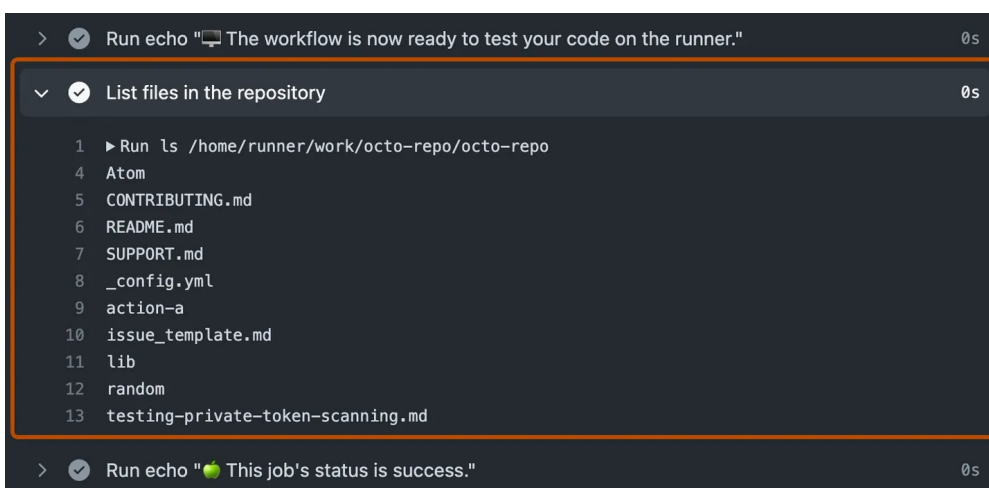 Run echo "🖥️ The workflow is now ready to test your code on the runner." 0s
List files in the repository 0s
1 ▶ Run ls /home/runner/work/octo-repo/octo-repo
4 Atom
5 CONTRIBUTING.md
6 README.md
7 SUPPORT.md
8 _config.yml
9 action-a
10 issue_template.md
11 lib
12 random
13 testing-private-token-scanning.md
Run echo "🍏 This job's status is success." 0s